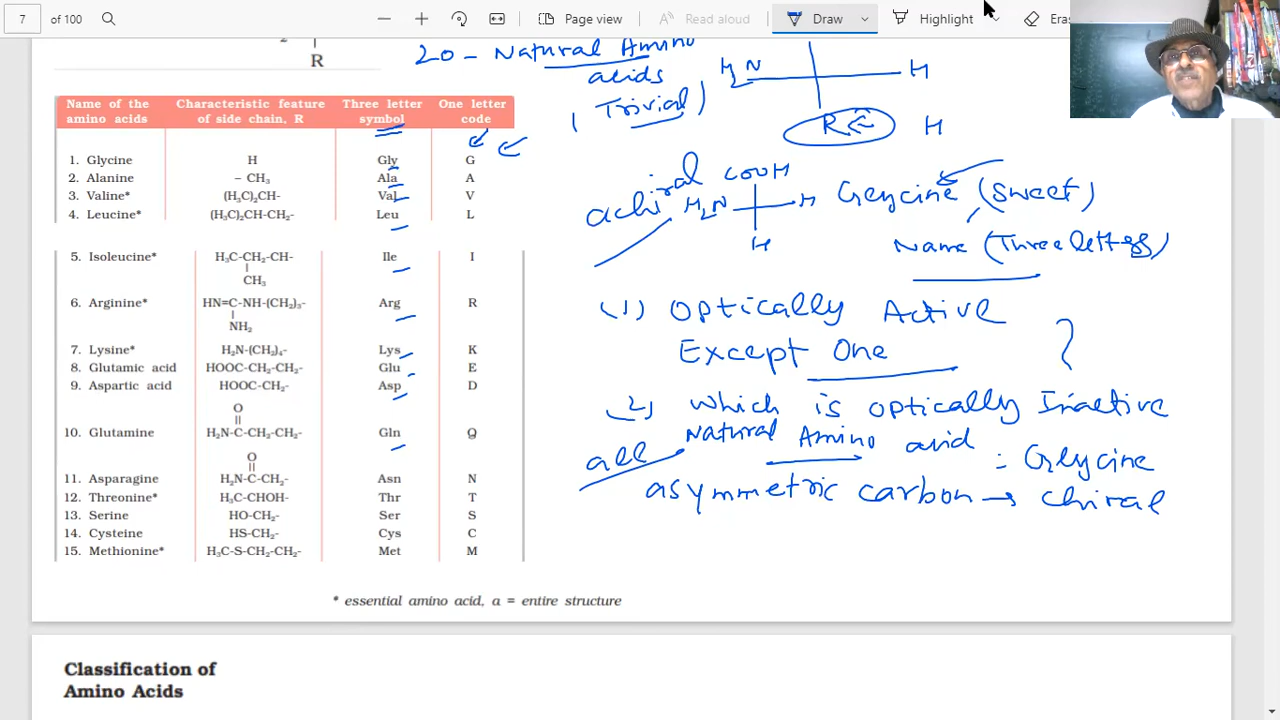 7 of 100 Page view Read aloud Draw Highlight
R
20 - Natural Amino
acids
(Trivial)
H2N H
R H
Name of the amino acids Characteristic feature of side chain, R Three letter symbol One letter code
1. Glycine H Gly G
2. Alanine – CH3 Ala A
3. Valine* (H3C)2CH- Val V
4. Leucine* (H3C)2CH-CH2- Leu L
5. Isoleucine* H3C-CH2-CH- Ile I
CH3
6. Arginine* HN=C-NH-(CH2)3- Arg R
NH2
7. Lysine* H2N-(CH2)4- Lys K
8. Glutamic acid HOOC-CH2-CH2- Glu E
9. Aspartic acid HOOC-CH2- Asp D
O
10. Glutamine H2N-C-CH2-CH2- Gln Q
O
11. Asparagine H2N-C-CH2- Asn N
12. Threonine* H3C-CHOH- Thr T
13. Serine HO-CH2- Ser S
14. Cysteine HS-CH2- Cys C
15. Methionine* H3C-S-CH2-CH2- Met M
* essential amino acid, a = entire structure
achiral COOH
H2N H Glycine (Sweet)
H
Name (Three letters)
(1) Optically Active
Except One
(2) which is optically Inactive
all Natural Amino acid
: Glycine
asymmetric carbon → chiral
Classification of
Amino Acids